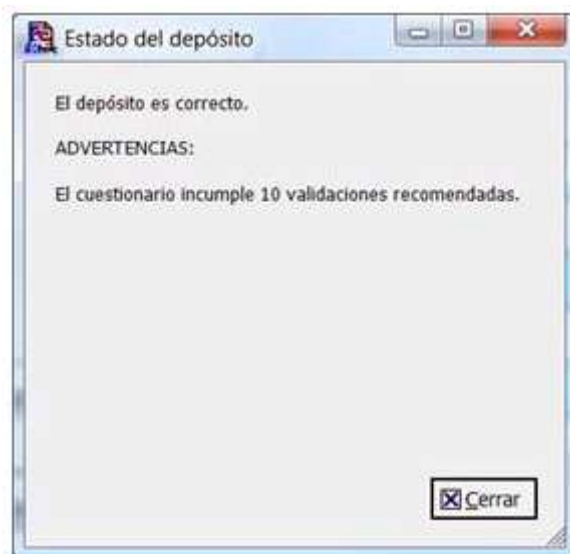 Estado del depósito
El depósito es correcto.
ADVERTENCIAS:
El cuestionario incumple 10 validaciones recomendadas.
Cerrar